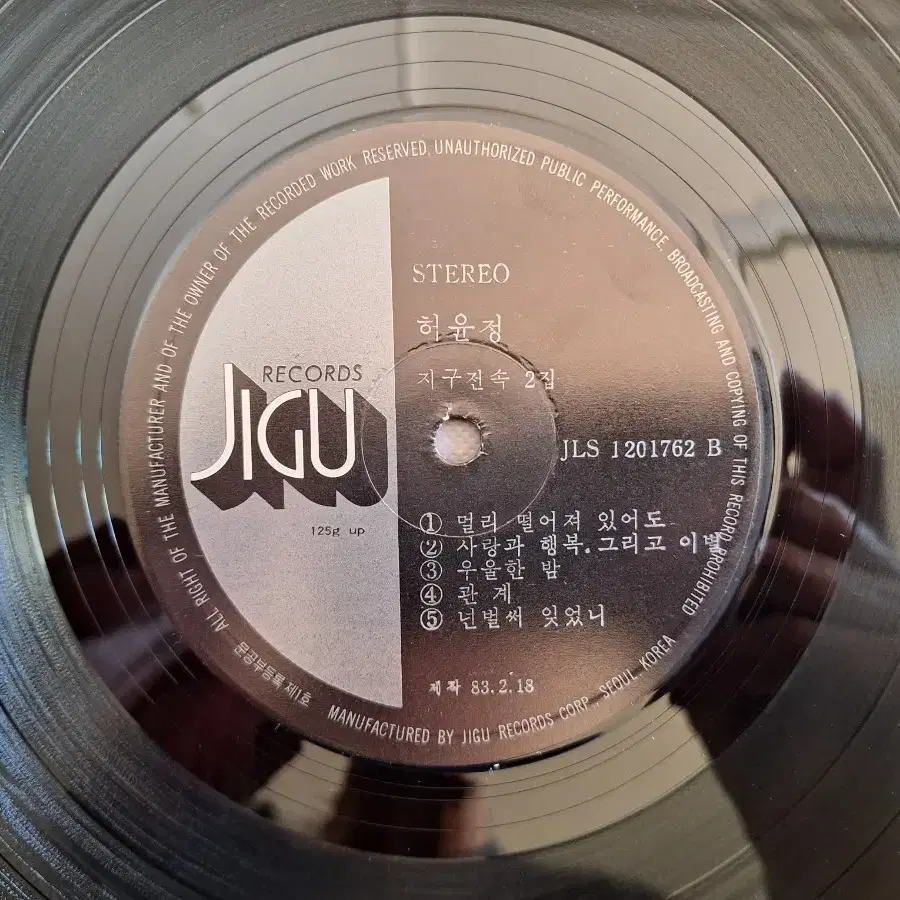 ALL RIGHT OF THE MANUFACTURER AND OF THE OWNER OF THE RECORDED WORK RESERVED, UNAUTHORIZED PUBLIC PERFORMANCE, BROADCASTING AND COPYING OF THIS RECORD PROHIBITED
STEREO
허윤정
지구전속 2집
RECORDS
JIGU
125g up
JLS 1201762 B
① 멀리 떨어져 있어도
② 사랑과 행복.그리고 이별
③ 우울한 밤
④ 관계
⑤ 넌벌써 잊었니
제작 83.2.18
문공부등록 제1호
MANUFACTURED BY JIGU RECORDS CORP., SEOUL, KOREA